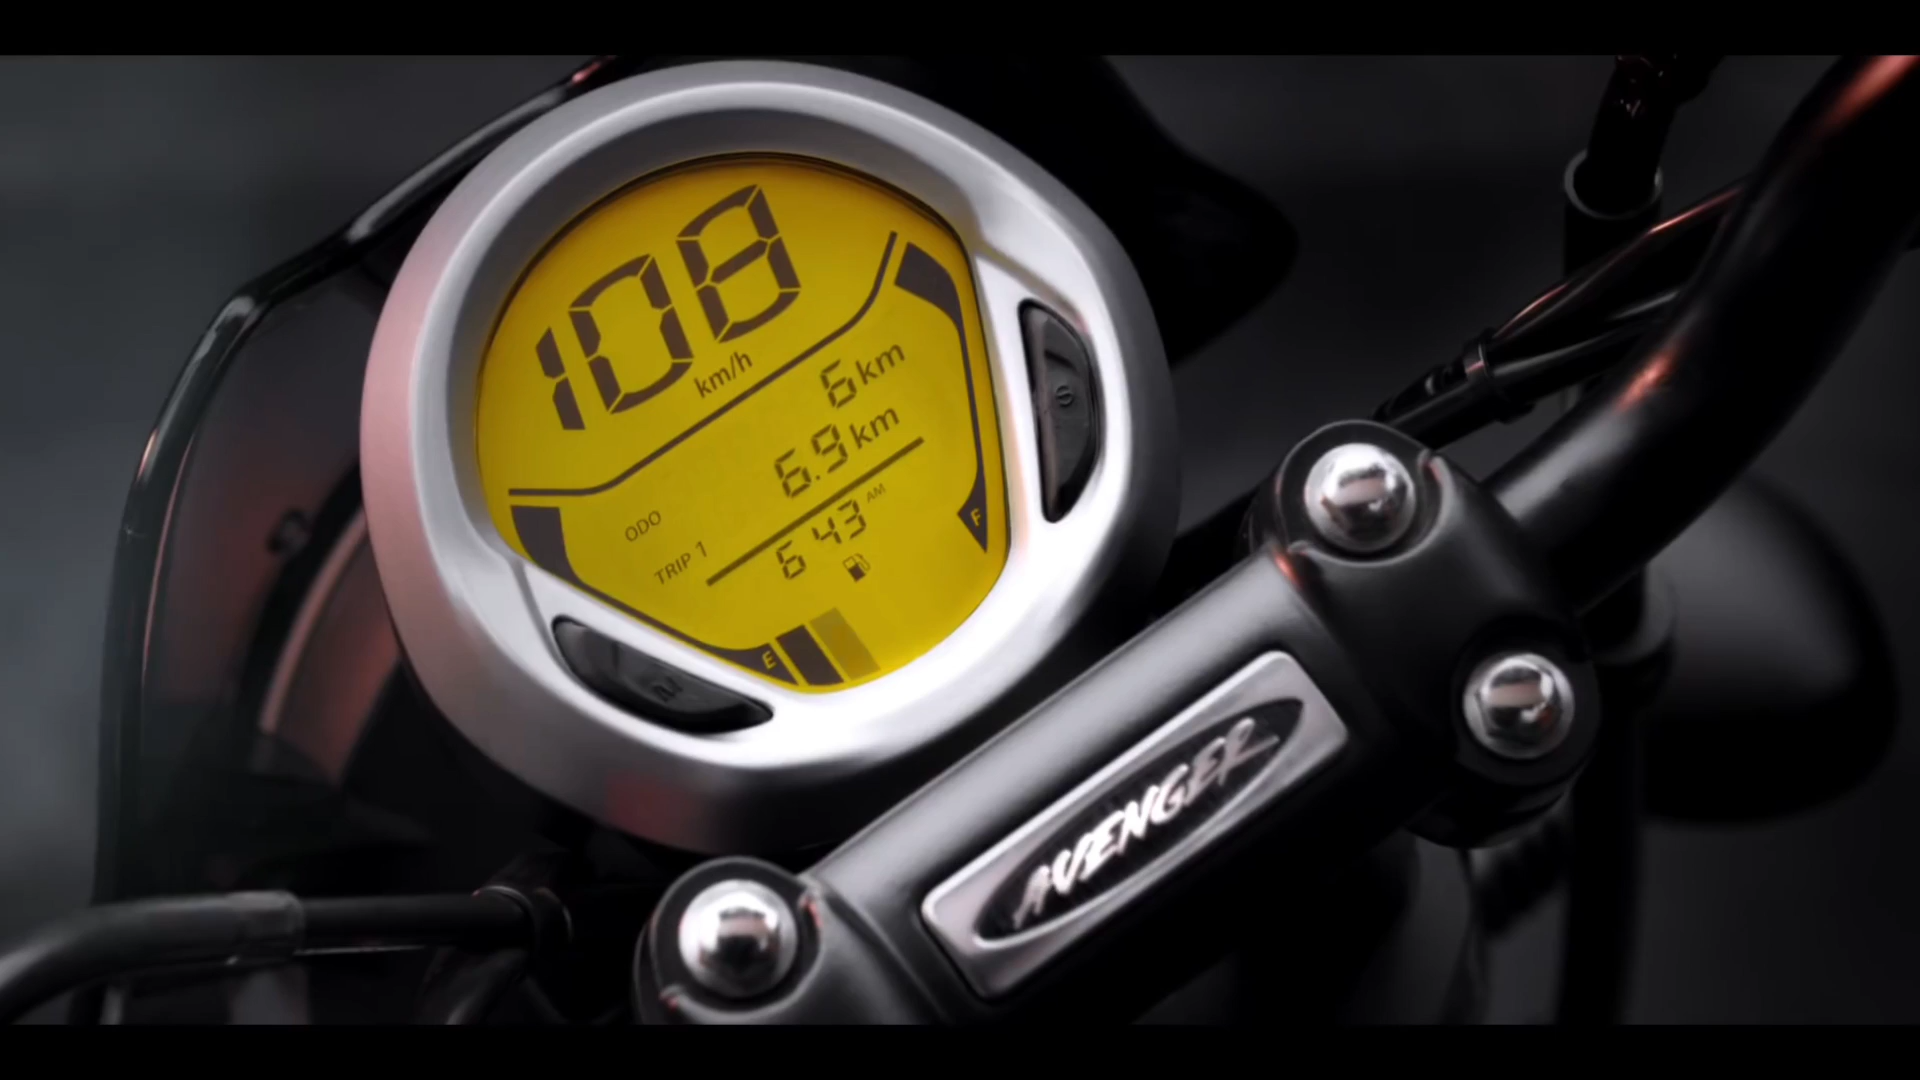 108
km/h
6 km
ODO
6.9 km
TRIP 1
6 43 AM
E
F
S
AVENGER